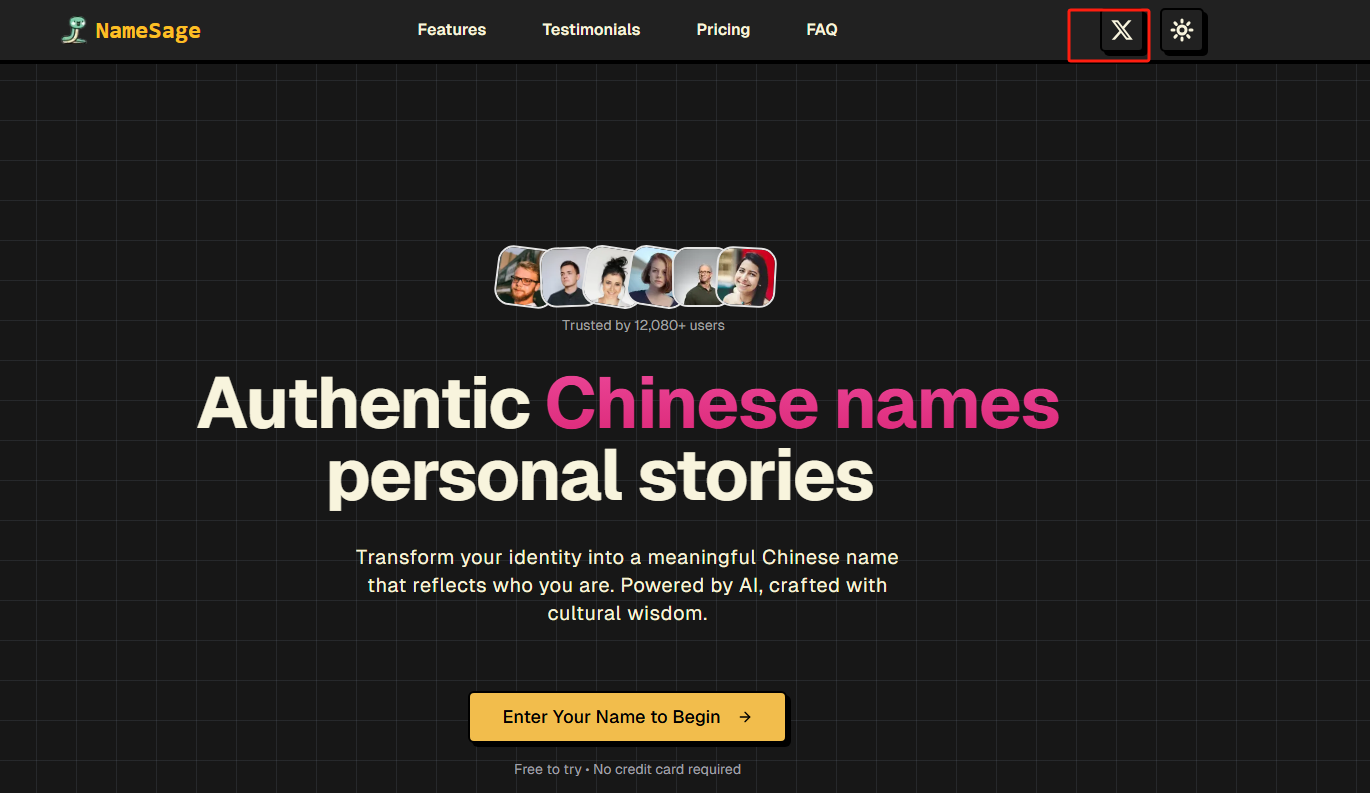 NameSage
Features
Testimonials
Pricing
FAQ
Trusted by 12,080+ users
Authentic Chinese names
personal stories
Transform your identity into a meaningful Chinese name
that reflects who you are. Powered by AI, crafted with
cultural wisdom.
Enter Your Name to Begin →
Free to try • No credit card required